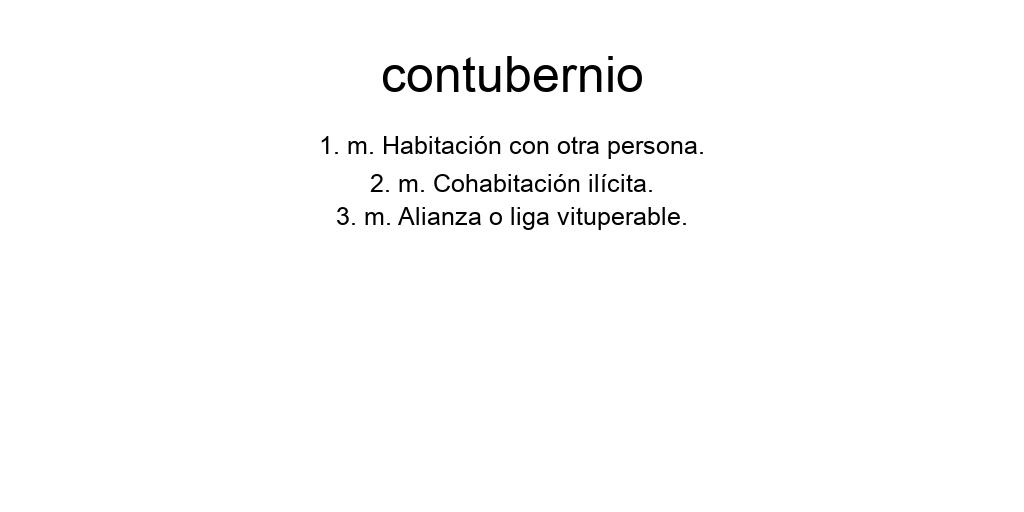 contubernio
1. m. Habitación con otra persona.
2. m. Cohabitación ilícita.
3. m. Alianza o liga vituperable.